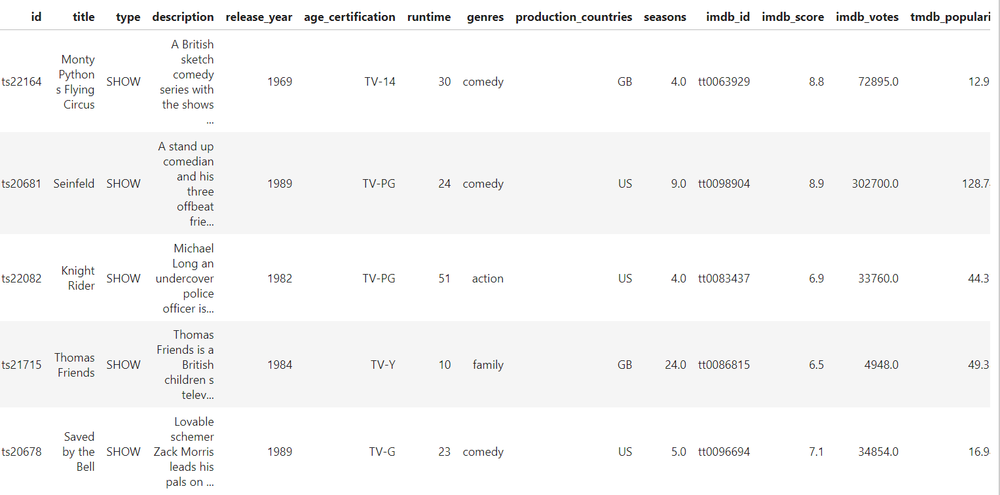 id title type description release_year age_certification runtime genres production_countries seasons imdb_id imdb_score imdb_votes tmdb_populari
ts22164 Monty Python s Flying Circus SHOW A British sketch comedy series with the shows ... 1969 TV-14 30 comedy GB 4.0 tt0063929 8.8 72895.0 12.9
ts20681 Seinfeld SHOW A stand up comedian and his three offbeat frie... 1989 TV-PG 24 comedy US 9.0 tt0098904 8.9 302700.0 128.7
ts22082 Knight Rider SHOW Michael Long an undercover police officer is... 1982 TV-PG 51 action US 4.0 tt0083437 6.9 33760.0 44.3
ts21715 Thomas Friends SHOW Thomas Friends is a British children s telev... 1984 TV-Y 10 family GB 24.0 tt0086815 6.5 4948.0 49.3
ts20678 Saved by the Bell SHOW Lovable schemer Zack Morris leads his pals on ... 1989 TV-G 23 comedy US 5.0 tt0096694 7.1 34854.0 16.9